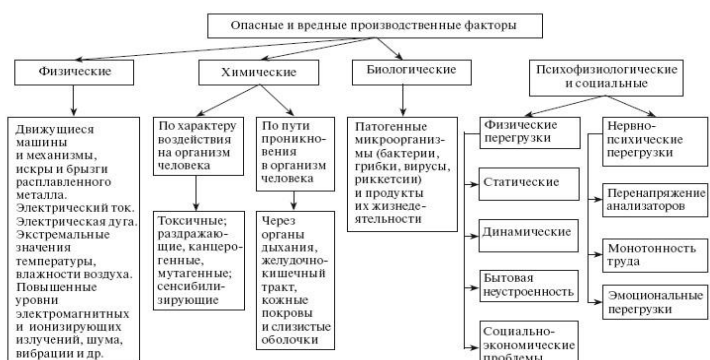 Опасные и вредные производственные факторы
Физические
Химические
Биологические
Психофизиологические
и социальные
Движущиеся
машины
и механизмы,
искры и брызги
расплавленного
металла.
Электрический ток.
Электрическая дуга.
Экстремальные
значения
температуры,
влажности воздуха.
Повышенные
уровни
электромагнитных
и ионизирующих
излучений, шума,
вибрации и др.
По характеру
воздействия
на организм
человека
Токсичные;
раздражаю-
щие, канцеро-
генные,
мутагенные;
сенсибили-
зирующие
По пути
проникно-
вения
в организм
человека
Через
органы
дыхания,
желудочно-
кишечный
тракт,
кожные
покровы
и слизистые
оболочки
Патогенные
микроорганиз-
мы (бактерии,
грибки, вирусы,
риккетсии)
и продукты
их жизнеде-
ятельности
Физические
перегрузки
Статические
Динамические
Бытовая
неустроенность
Социально-
экономические
проблемы
Нервно-
психические
перегрузки
Перенапряжение
анализаторов
Монотонность
труда
Эмоциональные
перегрузки